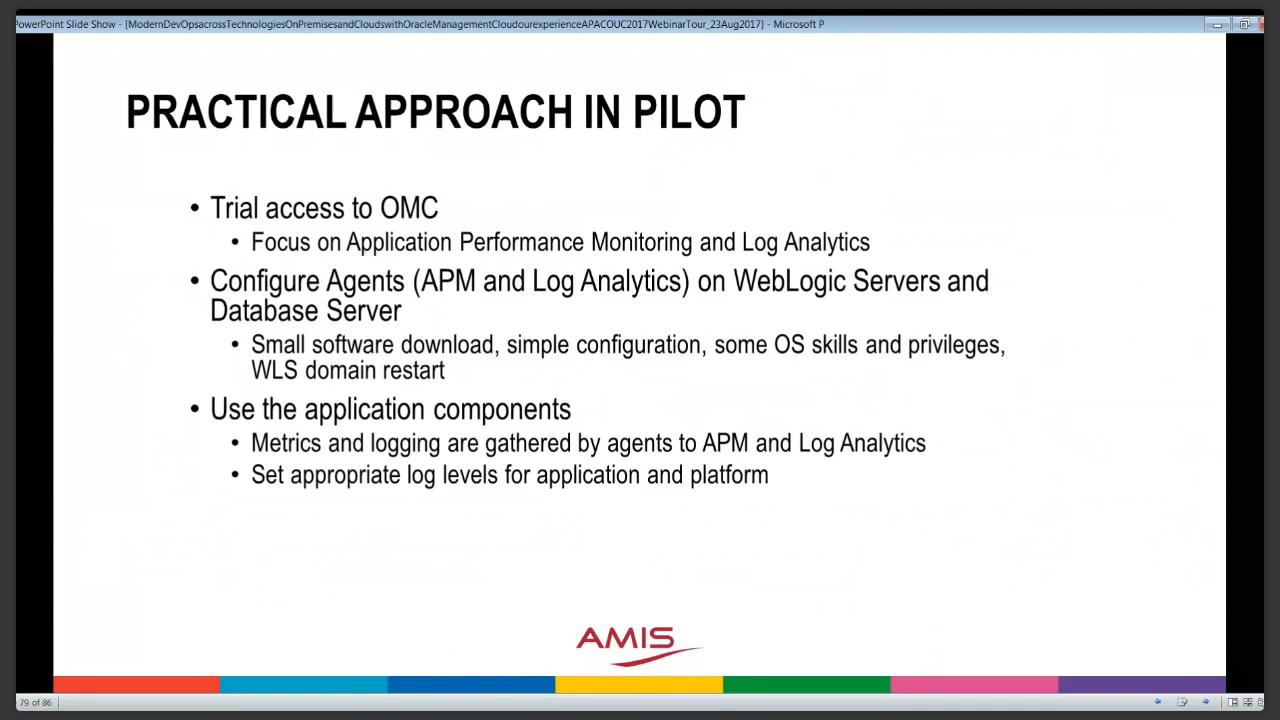 PowerPoint Slide Show - [ModernDevOpsacrossTechnologiesOnPremisesandCloudswithOracleManagementCloudourexperienceAPACOUC2017WebinarTour_23Aug2017] - Microsoft P
PRACTICAL APPROACH IN PILOT
• Trial access to OMC
• Focus on Application Performance Monitoring and Log Analytics
• Configure Agents (APM and Log Analytics) on WebLogic Servers and
Database Server
• Small software download, simple configuration, some OS skills and privileges,
WLS domain restart
• Use the application components
• Metrics and logging are gathered by agents to APM and Log Analytics
• Set appropriate log levels for application and platform
AMIS
79 of 86